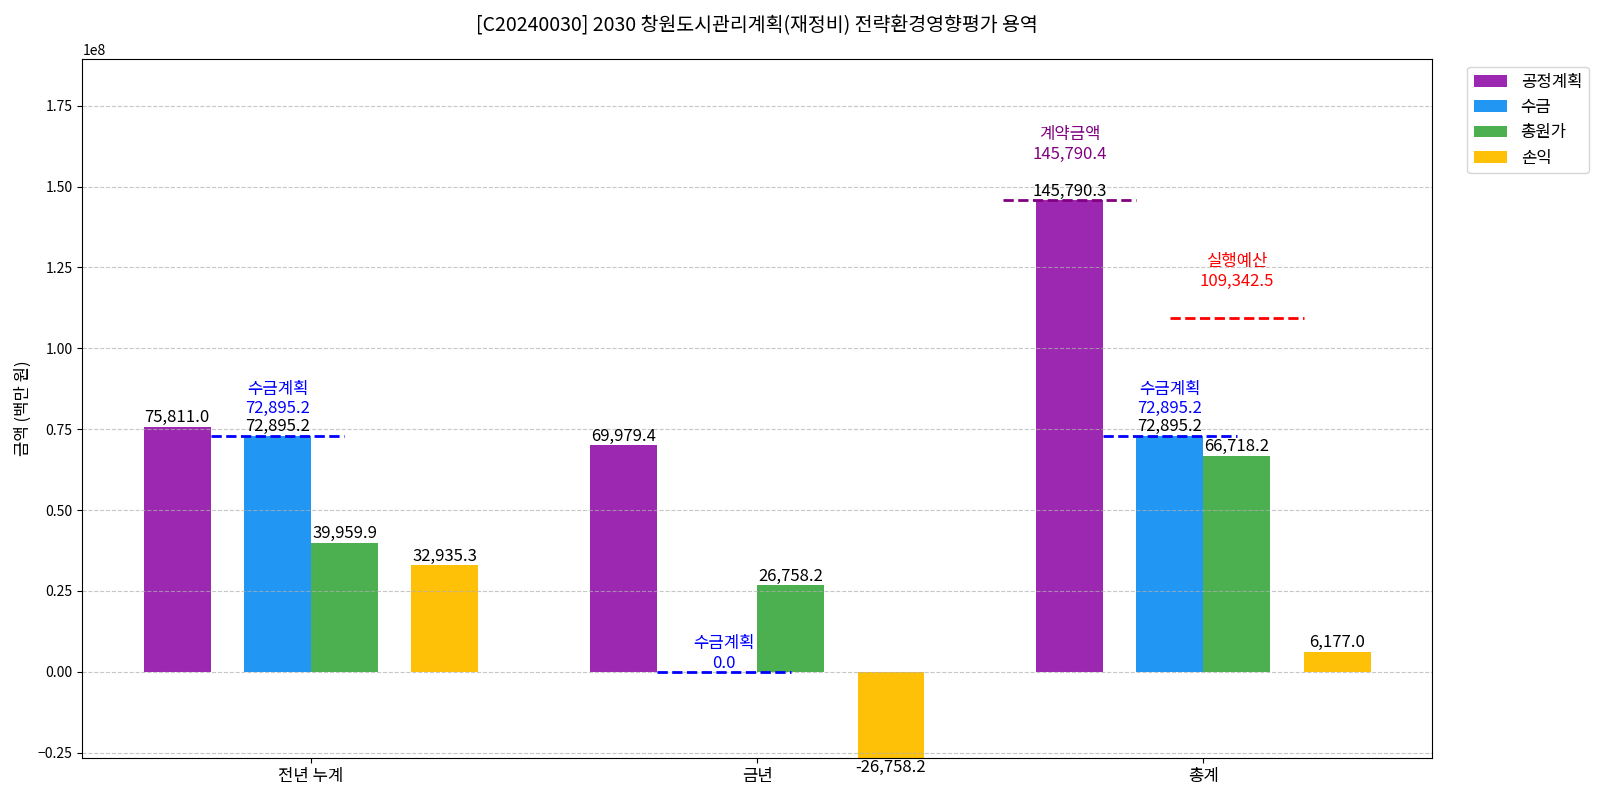 [C20240030] 2030 창원도시관리계획(재정비) 전략환경영향평가 용역
1e8
금액 (백만 원)
1.75
1.50
1.25
1.00
0.75
0.50
0.25
0.00
−0.25
75,811.0
수금계획
72,895.2
72,895.2
39,959.9
32,935.3
69,979.4
수금계획
0.0
26,758.2
-26,758.2
계약금액
145,790.4
145,790.3
실행예산
109,342.5
수금계획
72,895.2
72,895.2
66,718.2
6,177.0
전년 누계
금년
총계
공정계획
수금
총원가
손익